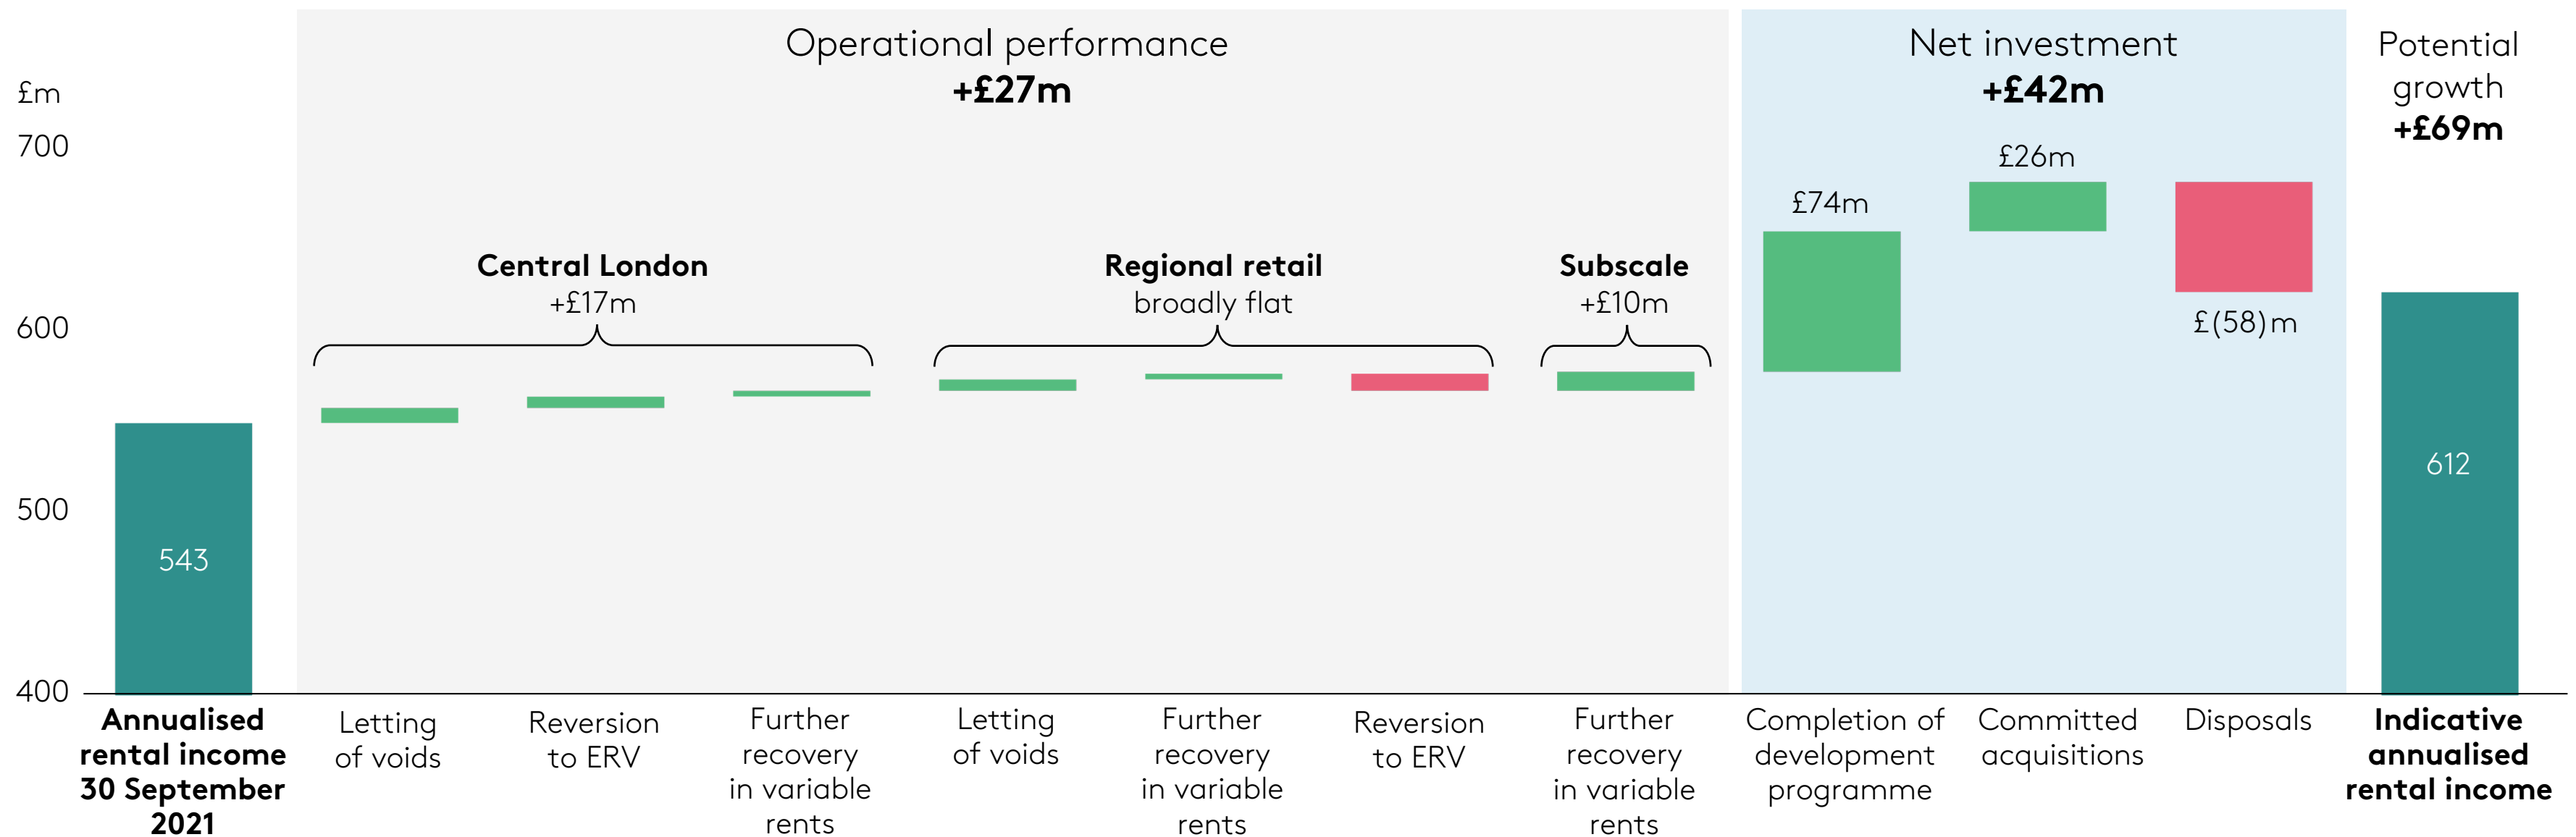 Operational performance
+£27m
Net investment
+£42m
Potential
growth
+£69m
£m
700
600
500
400
Central London
+£17m
Regional retail
broadly flat
Subscale
+£10m
£74m
£26m
£(58)m
543
612
Annualised
rental income
30 September
2021
Letting
of voids
Reversion
to ERV
Further
recovery
in variable
rents
Letting
of voids
Further
recovery
in variable
rents
Reversion
to ERV
Further
recovery
in variable
rents
Completion of
development
programme
Committed
acquisitions
Disposals
Indicative
annualised
rental income